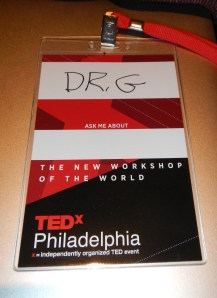 DR. G
ASK ME ABOUT
THE NEW WORKSHOP
OF THE WORLD
TEDx
Philadelphia
x = independently organized TED event